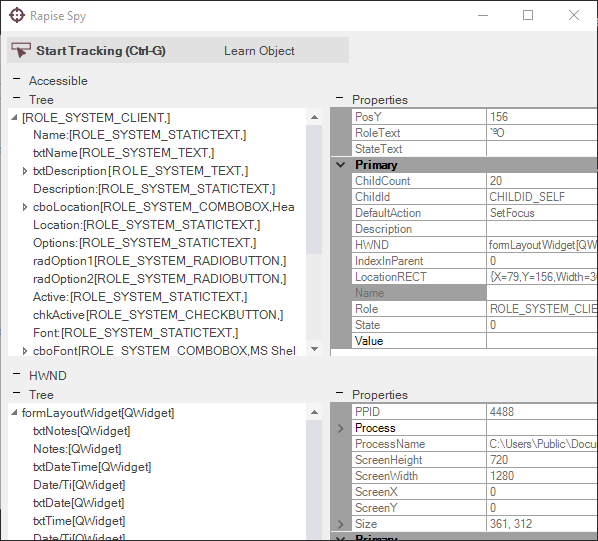 Rapise Spy
Start Tracking (Ctrl-G) Learn Object
Accessible
Tree
[ROLE_SYSTEM_CLIENT,]
Name:[ROLE_SYSTEM_STATICTEXT,]
txtName[ROLE_SYSTEM_TEXT,]
txtDescription[ROLE_SYSTEM_TEXT,]
Description:[ROLE_SYSTEM_STATICTEXT,]
cboLocation[ROLE_SYSTEM_COMBOBOX,Hea
Location:[ROLE_SYSTEM_STATICTEXT,]
Options:[ROLE_SYSTEM_STATICTEXT,]
radOption1[ROLE_SYSTEM_RADIOBUTTON,]
radOption2[ROLE_SYSTEM_RADIOBUTTON,]
Active:[ROLE_SYSTEM_STATICTEXT,]
chkActive[ROLE_SYSTEM_CHECKBUTTON,]
Font:[ROLE_SYSTEM_STATICTEXT,]
cboFont[ROLE_SYSTEM_COMBOBOX,MS Shel
Properties
PosY 156
RoleText
StateText
Primary
ChildCount 20
ChildId CHILDID_SELF
DefaultAction SetFocus
Description
HWND formLayoutWidget[QW
IndexInParent 0
LocationRECT {X=79,Y=156,Width=3
Name
Role ROLE_SYSTEM_CLIE
State 0
Value
HWND
Tree
formLayoutWidget[QWidget]
txtNotes[QWidget]
Notes:[QWidget]
txtDateTime[QWidget]
Date/Ti[QWidget]
txtDate[QWidget]
txtTime[QWidget]
Date/Ti[QWidget]
Properties
PPID 4488
Process
ProcessName C:\Users\Public\Docu
ScreenHeight 720
ScreenWidth 1280
ScreenX 0
ScreenY 0
Size 361, 312
Primary